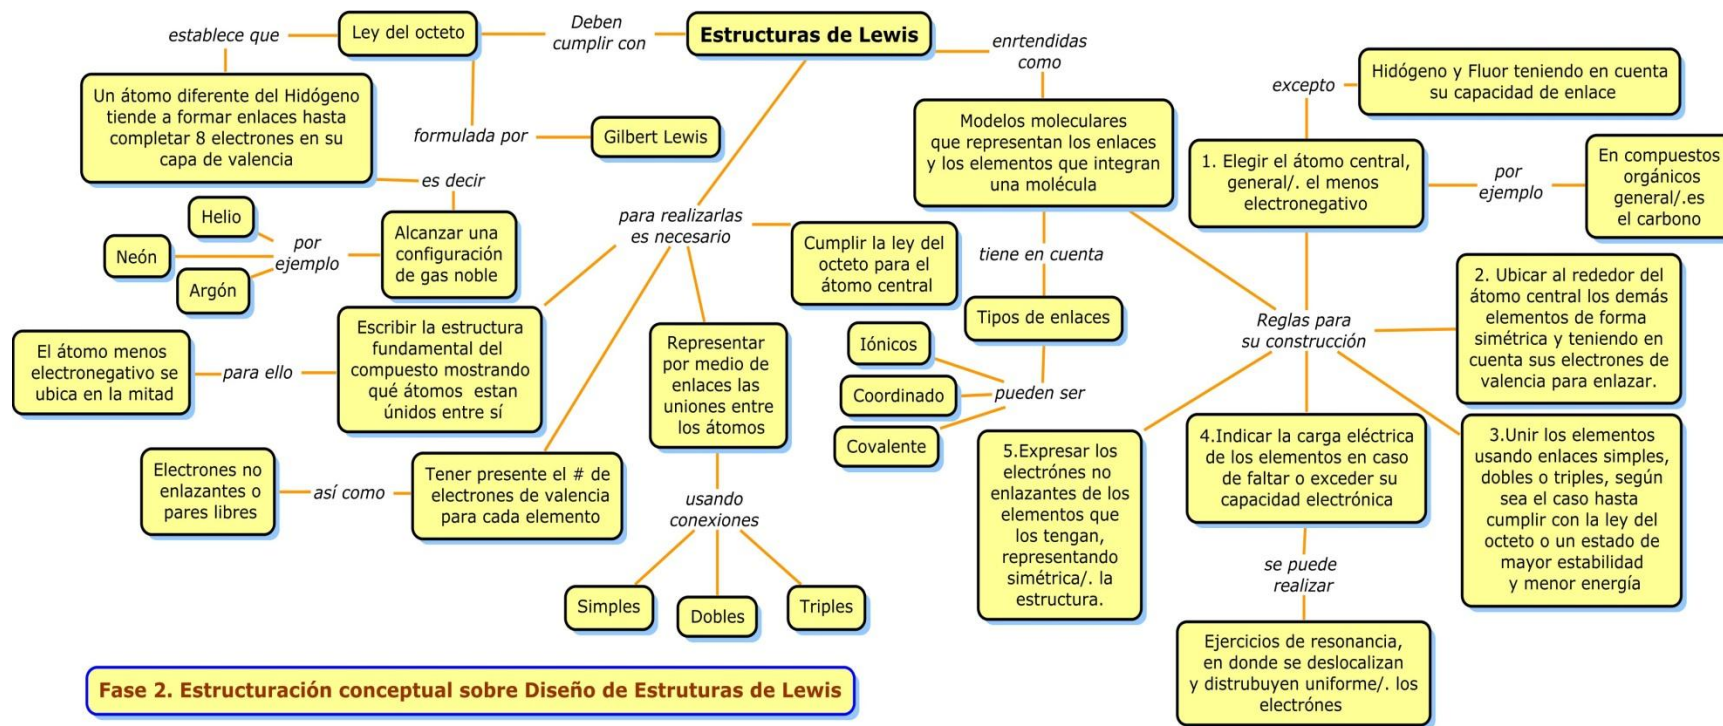 Estructuras de Lewis
Deben
cumplir con
Ley del octeto
establece que
Un átomo diferente del Hidógeno
tiende a formar enlaces hasta
completar 8 electrones en su
capa de valencia
formulada por
Gilbert Lewis
es decir
Alcanzar una
configuración
de gas noble
por
ejemplo
Helio
Neón
Argón
para realizarlas
es necesario
Cumplir la ley del
octeto para el
átomo central
Escribir la estructura
fundamental del
compuesto mostrando
qué átomos estan
únidos entre sí
para ello
El átomo menos
electronegativo se
ubica en la mitad
Representar
por medio de
enlaces las
uniones entre
los átomos
usando
conexiones
Simples
Dobles
Triples
Tener presente el # de
electrones de valencia
para cada elemento
así como
Electrones no
enlazantes o
pares libres
enrtendidas
como
Modelos moleculares
que representan los enlaces
y los elementos que integran
una molécula
tiene en cuenta
Tipos de enlaces
pueden ser
Iónicos
Coordinado
Covalente
Reglas para
su construcción
1. Elegir el átomo central,
general/. el menos
electronegativo
excepto
Hidógeno y Fluor teniendo en cuenta
su capacidad de enlace
por
ejemplo
En compuestos
orgánicos
general/.es
el carbono
2. Ubicar al rededor del
átomo central los demás
elementos de forma
simétrica y teniendo en
cuenta sus electrones de
valencia para enlazar.
3.Unir los elementos
usando enlaces simples,
dobles o triples, según
sea el caso hasta
cumplir con la ley del
octeto o un estado de
mayor estabilidad
y menor energía
4.Indicar la carga eléctrica
de los elementos en caso
de faltar o exceder su
capacidad electrónica
se puede
realizar
Ejercicios de resonancia,
en donde se deslocalizan
y distrubuyen uniforme/. los
electrónes
5.Expresar los
electrónes no
enlazantes de los
elementos que
los tengan,
representando
simétrica/. la
estructura.
Fase 2. Estructuración conceptual sobre Diseño de Estruturas de Lewis